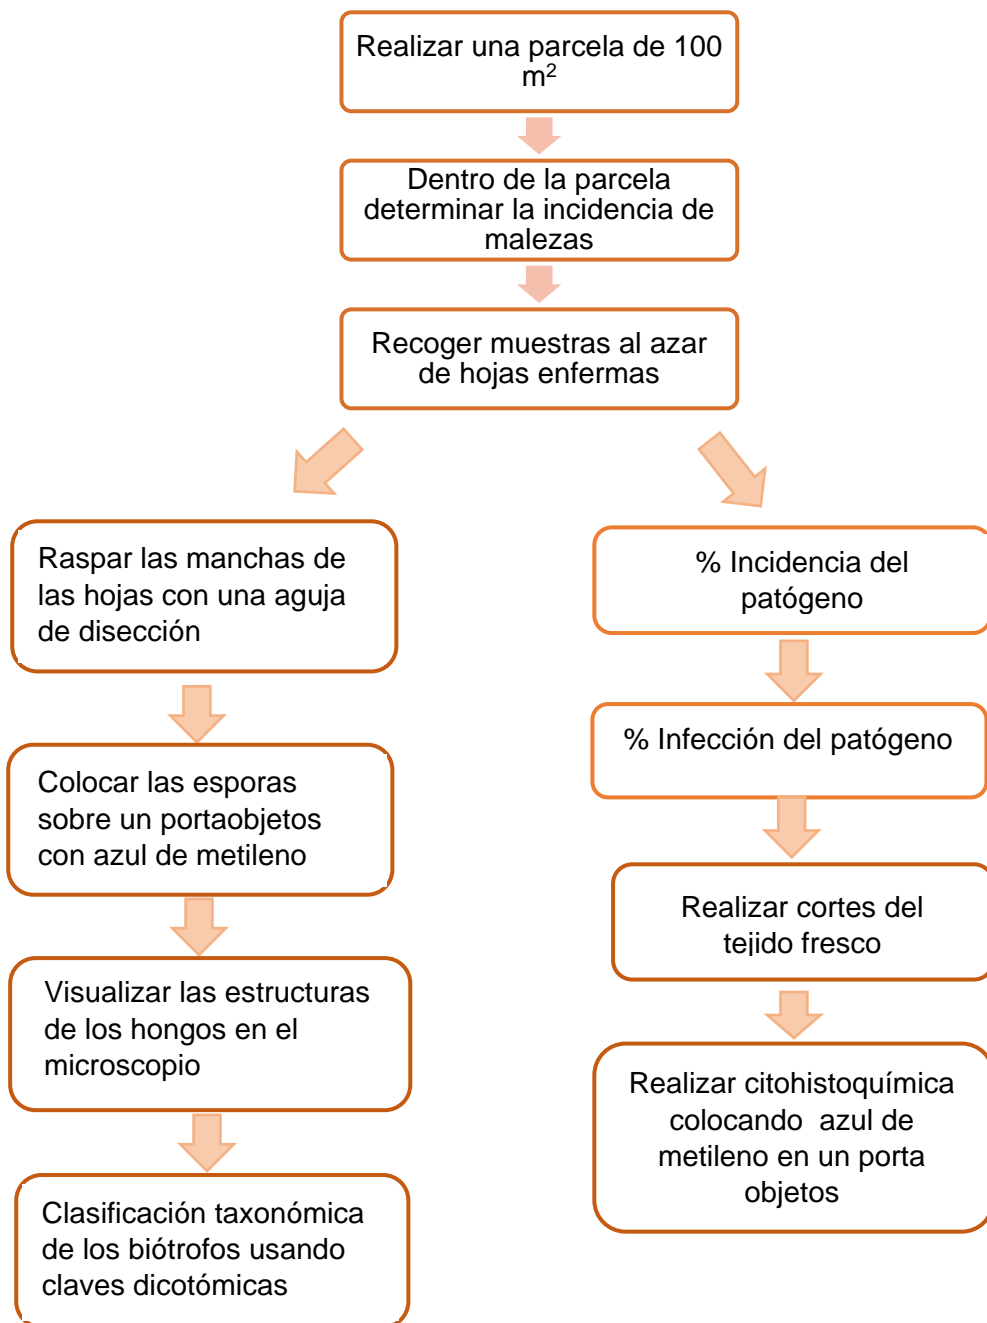 Realizar una parcela de 100
m²
Dentro de la parcela
determinar la incidencia de
malezas
Recoger muestras al azar
de hojas enfermas
Raspar las manchas de
las hojas con una aguja
de disección
Colocar las esporas
sobre un portaobjetos
con azul de metileno
Visualizar las estructuras
de los hongos en el
microscopio
Clasificación taxonómica
de los biótrofos usando
claves dicotómicas
% Incidencia del
patógeno
% Infección del patógeno
Realizar cortes del
tejido fresco
Realizar citohistoquímica
colocando azul de
metileno en un porta
objetos